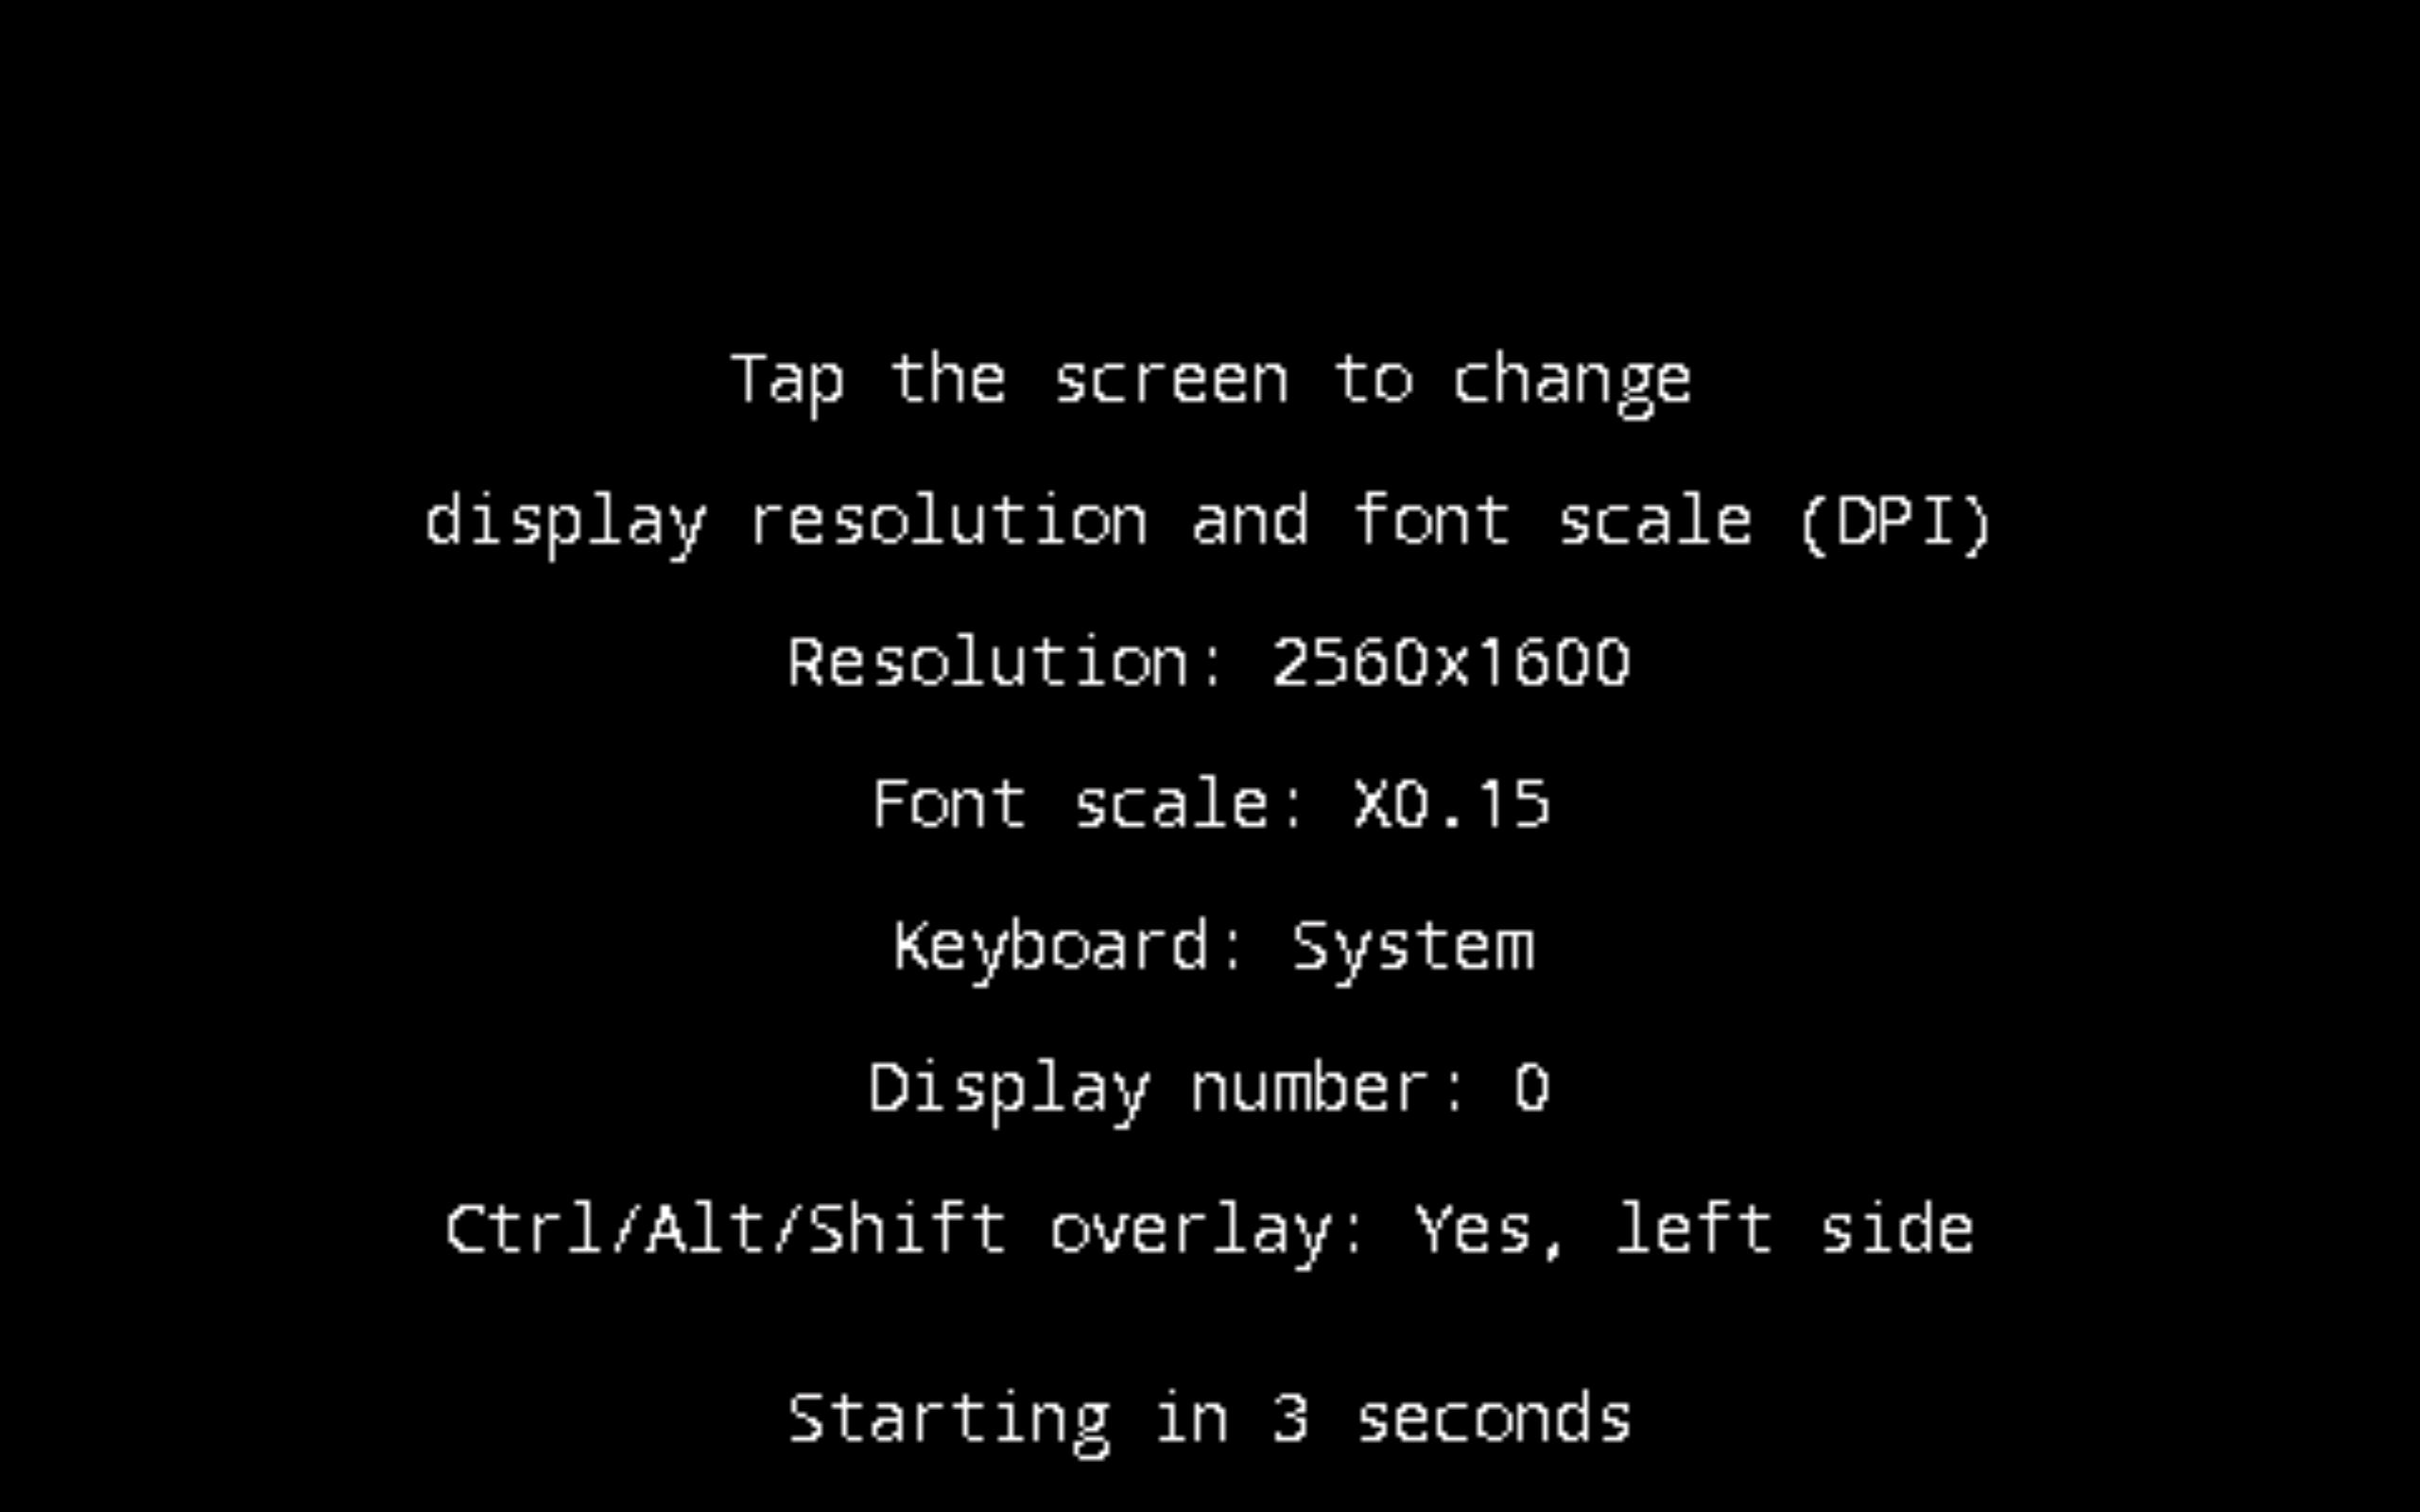 Tap the screen to change
display resolution and font scale (DPI)
Resolution: 2560x1600
Font scale: X0.15
Keyboard: System
Display number: 0
Ctrl/Alt/Shift overlay: Yes, left side
Starting in 3 seconds